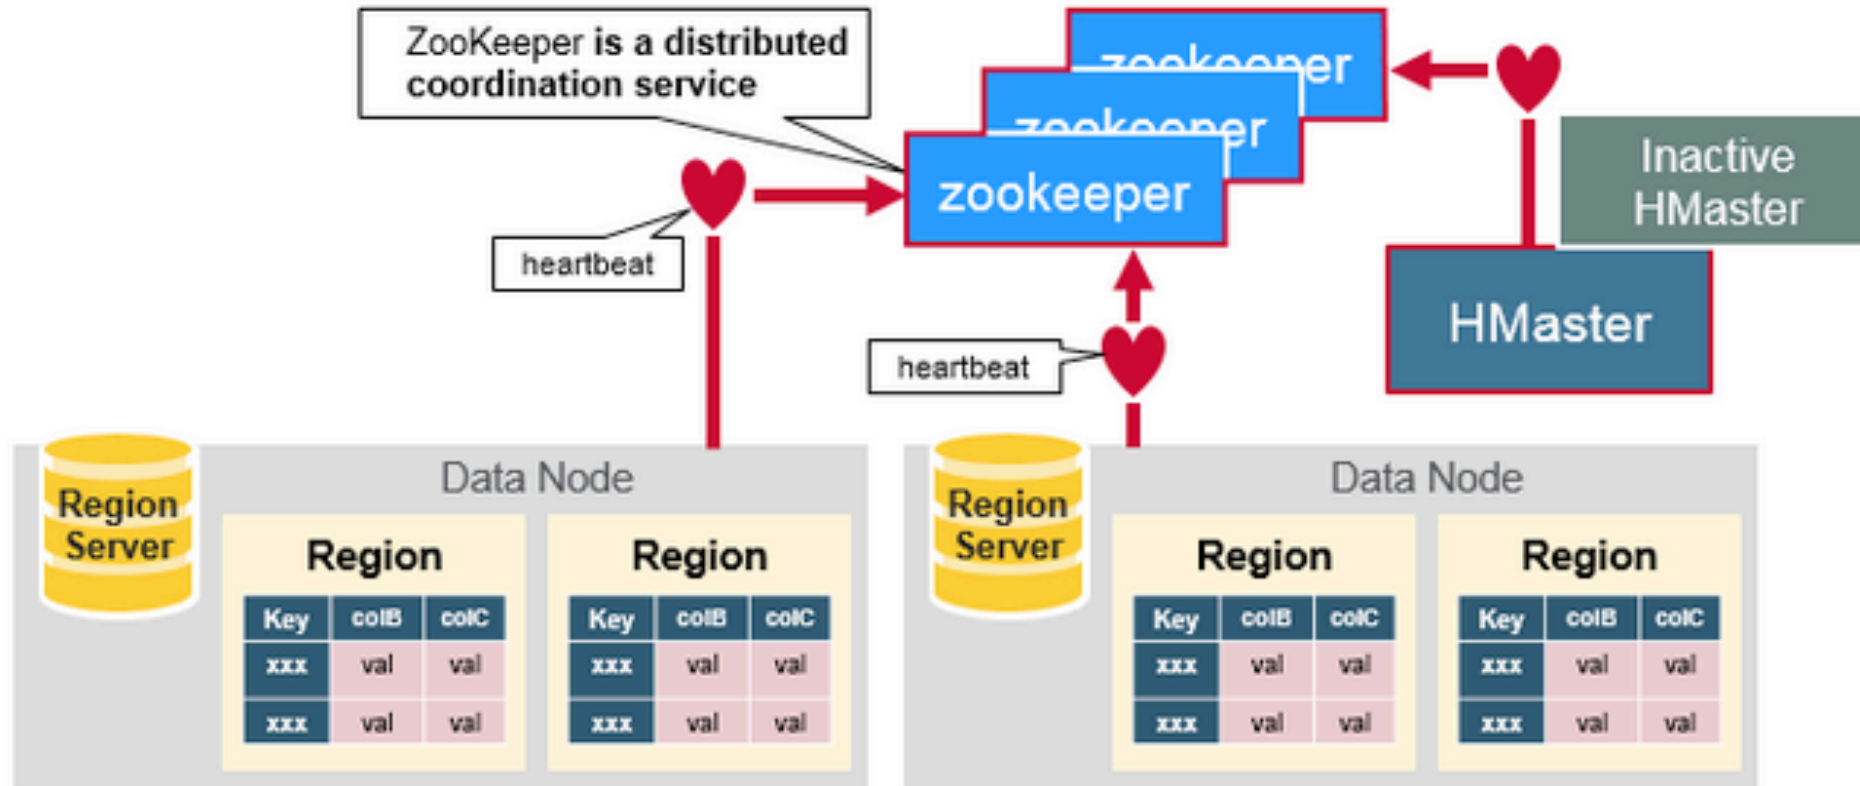 ZooKeeper is a distributed
coordination service
zookeeper
zookeeper
zookeeper
heartbeat
heartbeat
Inactive
HMaster
HMaster
Region
Server
Data Node
Region
Key colB colC
xxx val val
xxx val val
Region
Key colB colC
xxx val val
xxx val val
Region
Server
Data Node
Region
Key colB colC
xxx val val
xxx val val
Region
Key colB colC
xxx val val
xxx val val